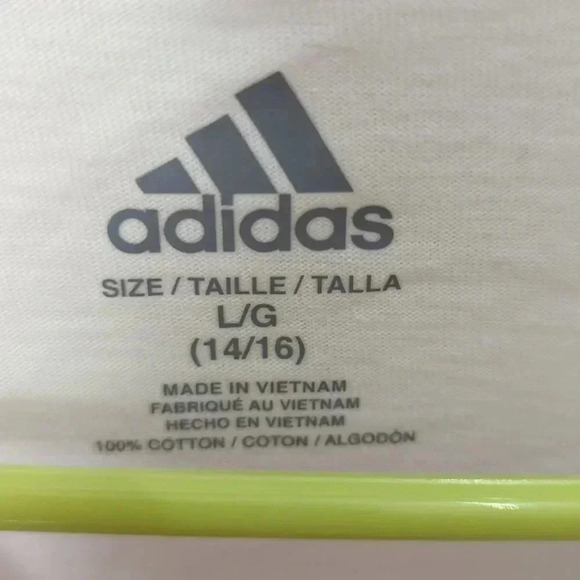 adidas
SIZE / TAILLE / TALLA
L/G
(14/16)
MADE IN VIETNAM
FABRIQUÉ AU VIETNAM
HECHO EN VIETNAM
100% COTTON / COTON / ALGODÓN